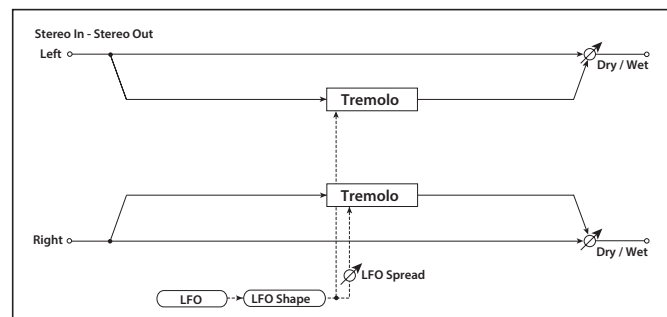 Stereo In - Stereo Out
Left
Dry / Wet
Tremolo
Tremolo
Right
Dry / Wet
LFO Spread
LFO
LFO Shape